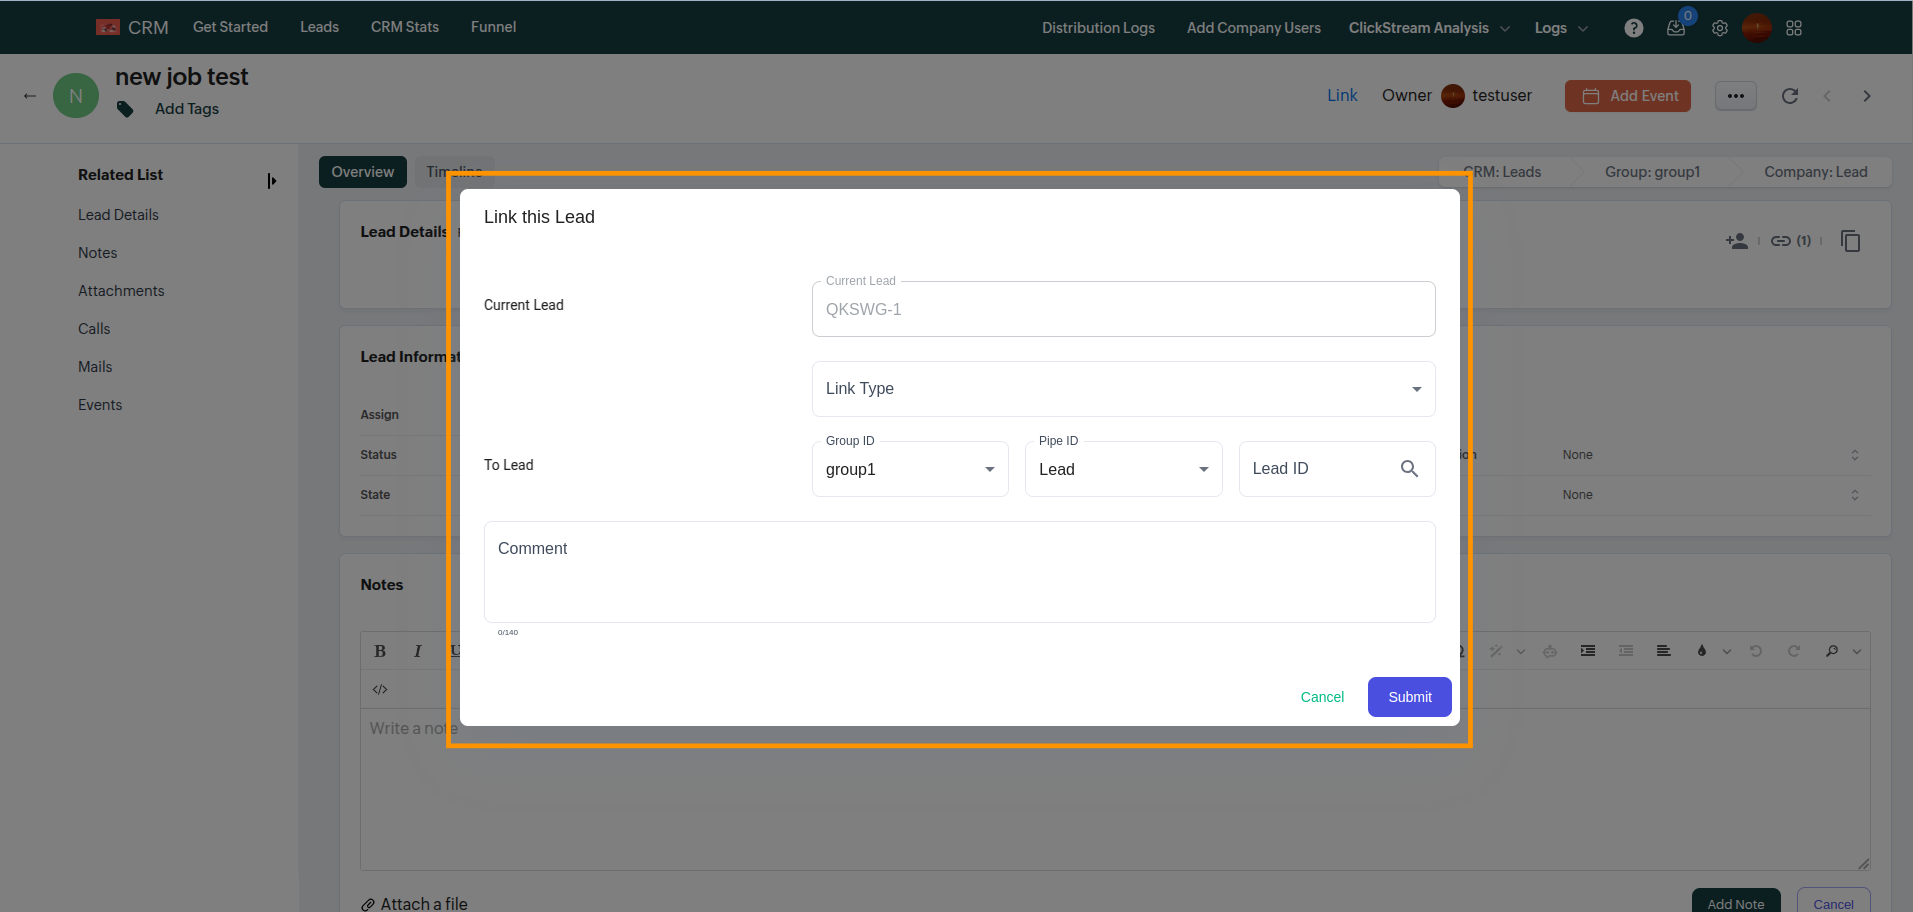 CRM Get Started Leads CRM Stats Funnel Distribution Logs Add Company Users ClickStream Analysis Logs ? 0
N new job test
Add Tags
Link Owner testuser Add Event
Related List
Lead Details
Notes
Attachments
Calls
Mails
Events
Overview Timeline CRM: Leads Group: group1 Company: Lead
Lead Details
(1)
Link this Lead
Current Lead
Current Lead
QKSWG-1
Link Type
To Lead
Group ID
group1
Pipe ID
Lead
Lead ID
Comment
0/140
Cancel Submit
Lead Informat
Assign
Status None
State None
Notes
B I U
</>
Write a note
Attach a file
Add Note Cancel